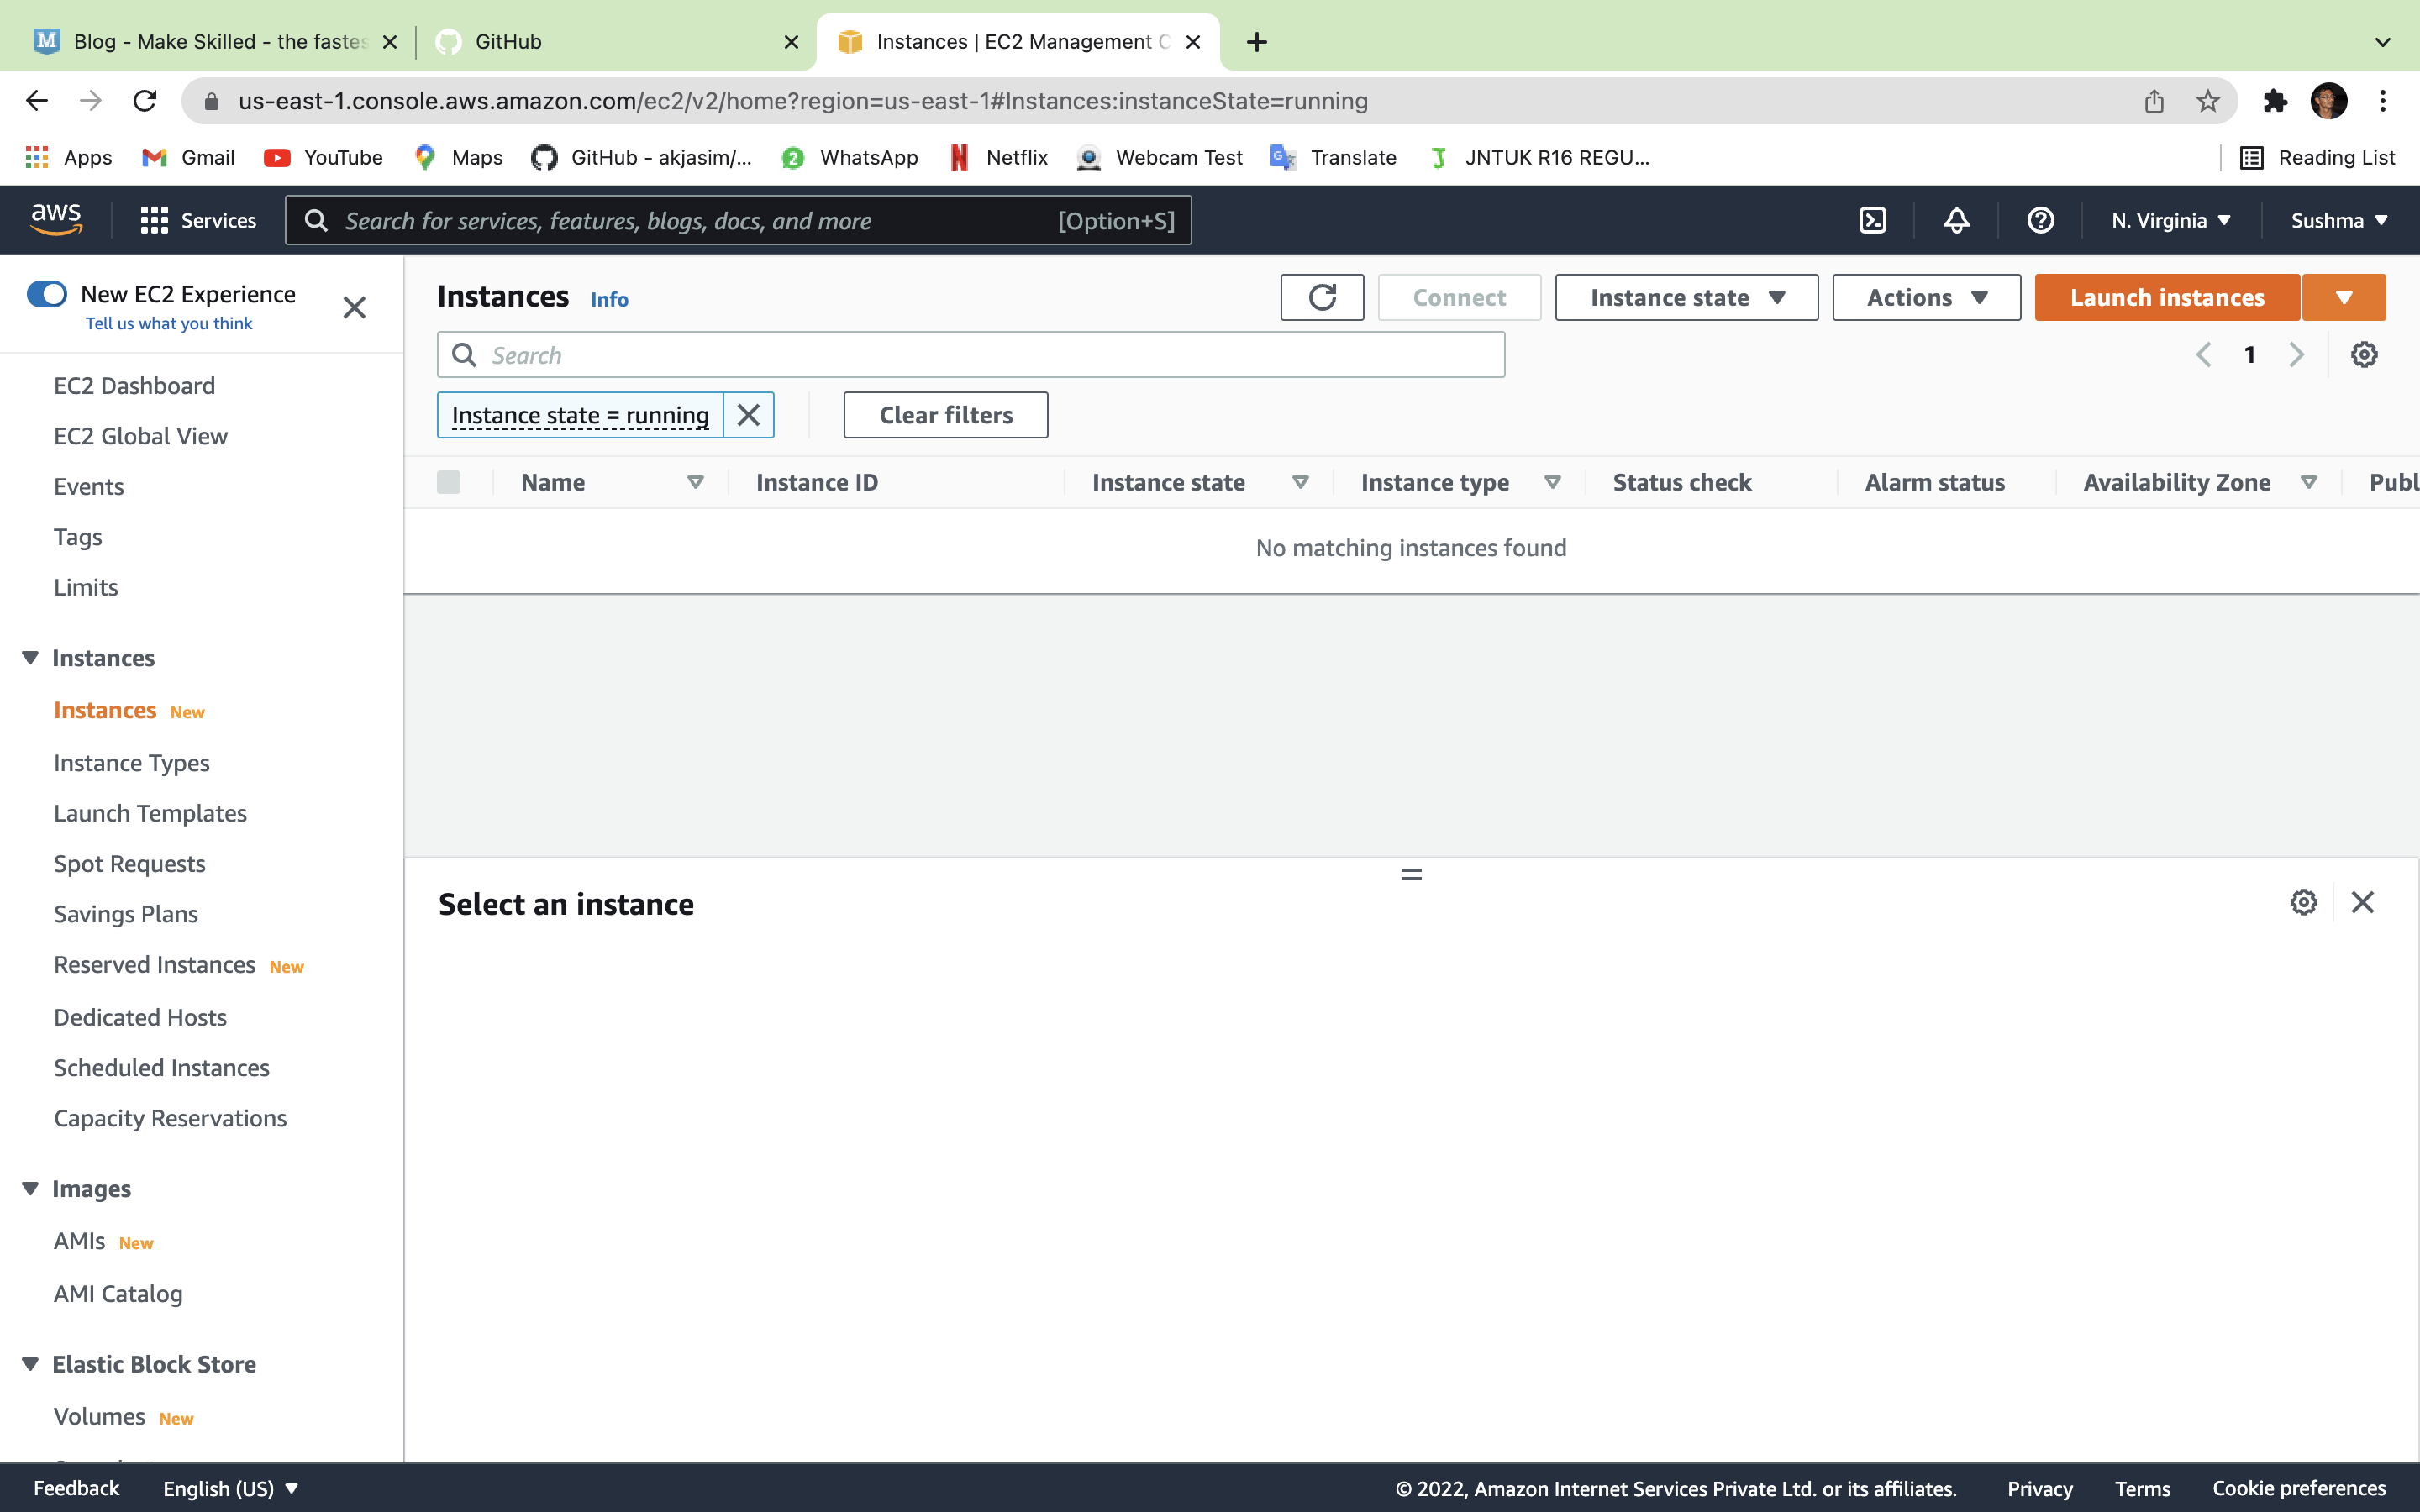 Blog - Make Skilled - the fastes
GitHub
Instances | EC2 Management C
us-east-1.console.aws.amazon.com/ec2/v2/home?region=us-east-1#Instances:instanceState=running
Apps
Gmail
YouTube
Maps
GitHub - akjasim/...
2
WhatsApp
Netflix
Webcam Test
Translate
JNTUK R16 REGU...
Reading List
aws
Services
Search for services, features, blogs, docs, and more
[Option+S]
N. Virginia
Sushma
New EC2 Experience
Tell us what you think
EC2 Dashboard
EC2 Global View
Events
Tags
Limits
Instances
Instances New
Instance Types
Launch Templates
Spot Requests
Savings Plans
Reserved Instances New
Dedicated Hosts
Scheduled Instances
Capacity Reservations
Images
AMIs New
AMI Catalog
Elastic Block Store
Volumes New
Instances Info
Connect
Instance state
Actions
Launch instances
Search
1
Instance state = running
Clear filters
Name
Instance ID
Instance state
Instance type
Status check
Alarm status
Availability Zone
Publ
No matching instances found
Select an instance
Feedback
English (US)
© 2022, Amazon Internet Services Private Ltd. or its affiliates.
Privacy
Terms
Cookie preferences